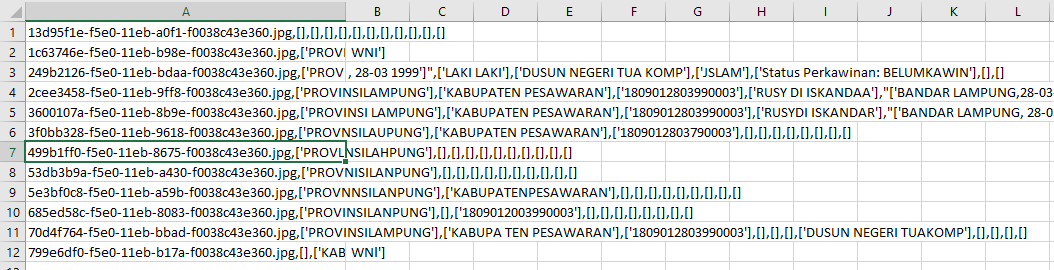 A B C D E F G H I J K L
1 13d95f1e-f5e0-11eb-a0f1-f0038c43e360.jpg,[],[],[],[],[],[],[],[],[],[],[]
2 1c63746e-f5e0-11eb-b98e-f0038c43e360.jpg,['PROVI WNI']
3 249b2126-f5e0-11eb-bdaa-f0038c43e360.jpg,['PROV , 28-03 1999']",['LAKI LAKI'],['DUSUN NEGERI TUA KOMP'],['JSLAM'],['Status Perkawinan: BELUMKAWIN',[],[]
4 2cee3458-f5e0-11eb-9ff8-f0038c43e360.jpg,['PROVINSILAMPUNG'],['KABUPATEN PESAWARAN'],['1809012803990003'],['RUSY DI ISKANDAA'],"['BANDAR LAMPUNG,28-03
5 3600107a-f5e0-11eb-8b9e-f0038c43e360.jpg,['PROVINSI LAMPUNG'],['KABUPATEN PESAWARAN'],['1809012803990003'],['RUSYDI ISKANDAR'],"['BANDAR LAMPUNG, 28-0
6 3f0bb328-f5e0-11eb-9618-f0038c43e360.jpg,['PROVNSILAUPUNG'],['KABUPATEN PESAWARAN'],['1809012803790003'],[],[],[],[],[],[],[],[]
7 499b1ff0-f5e0-11eb-8675-f0038c43e360.jpg,['PROVLNSILAHPUNG'],[],[],[],[],[],[],[],[],[],[]
8 53db3b9a-f5e0-11eb-a430-f0038c43e360.jpg,['PROVNISILANPUNG'],[],[],[],[],[],[],[],[],[],[]
9 5e3bf0c8-f5e0-11eb-a59b-f0038c43e360.jpg,['PROVNNSILANPUNG'],['KABUPATENPESAWARAN'],[],[],[],[],[],[],[],[],[]
10 685ed58c-f5e0-11eb-8083-f0038c43e360.jpg,['PROVINSILANPUNG'],[],['1809012003990003'],[],[],[],[],[],[],[],[]
11 70d4f764-f5e0-11eb-bbad-f0038c43e360.jpg,['PROVINSILAMPUNG'],['KABUPA TEN PESAWARAN'],['1809012803990003'],[],[],[],['DUSUN NEGERI TUAKOMP'],[],[],[],[]
12 799e6df0-f5e0-11eb-b17a-f0038c43e360.jpg,[],['KAB WNI']